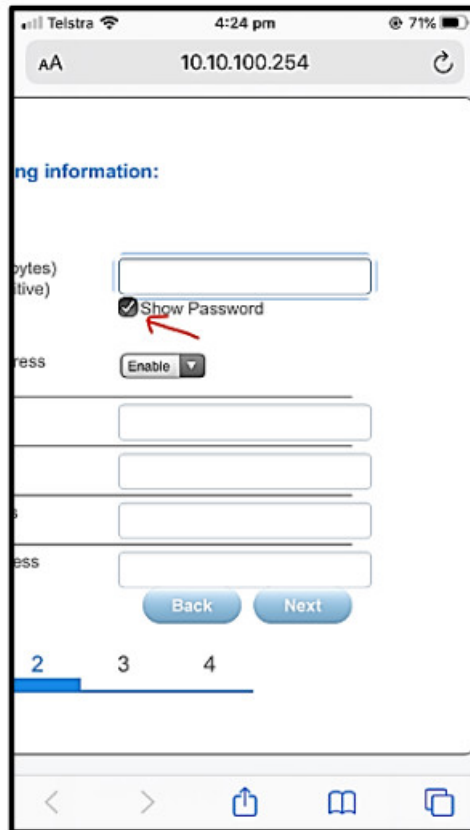 Telstra 4:24 pm 71%
AA 10.10.100.254
ng information:
bytes)
itive)
Show Password
ress Enable
s
ess
Back Next
2 3 4